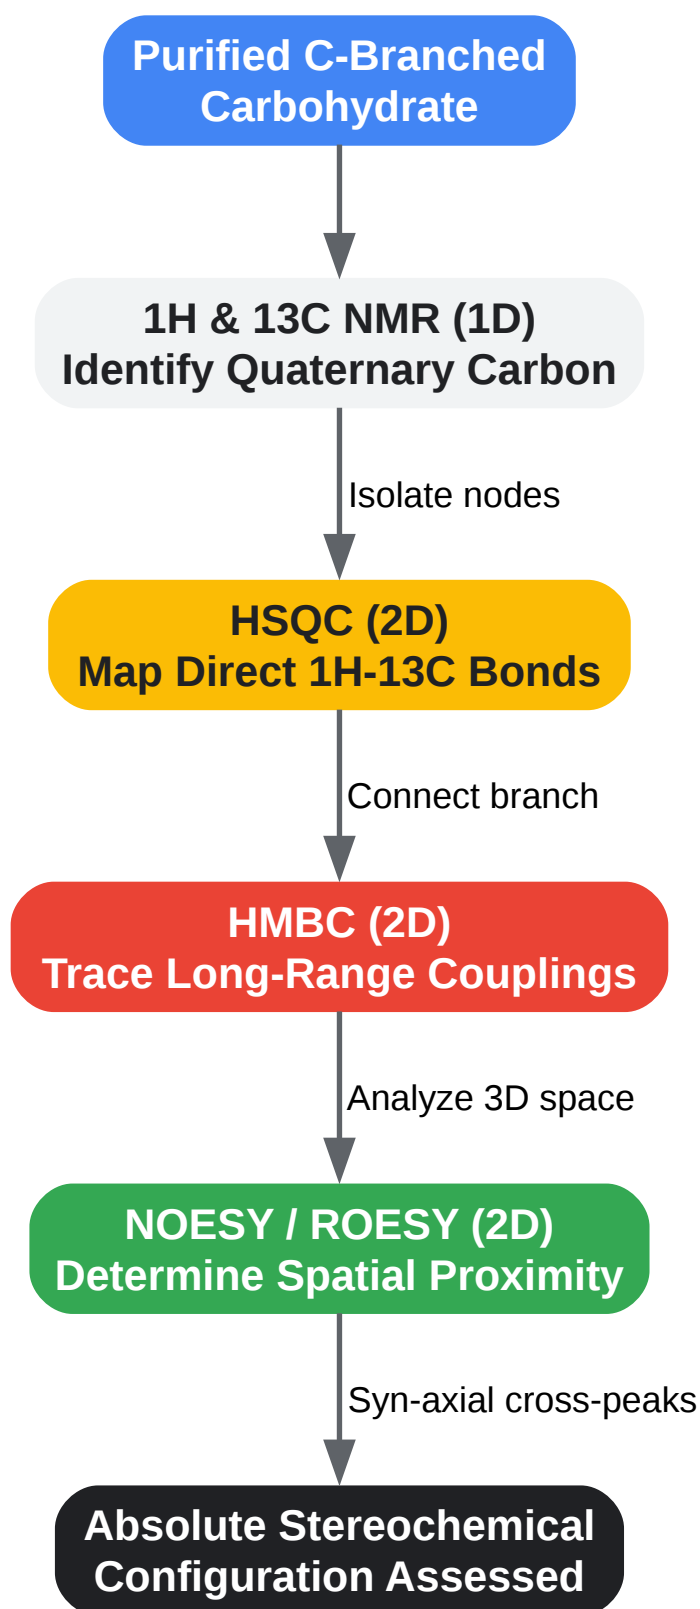 Purified C-Branched
Carbohydrate
1H & 13C NMR (1D)
Identify Quaternary Carbon
Isolate nodes
HSQC (2D)
Map Direct 1H-13C Bonds
Connect branch
HMBC (2D)
Trace Long-Range Couplings
Analyze 3D space
NOESY / ROESY (2D)
Determine Spatial Proximity
Syn-axial cross-peaks
Absolute Stereochemical
Configuration Assessed